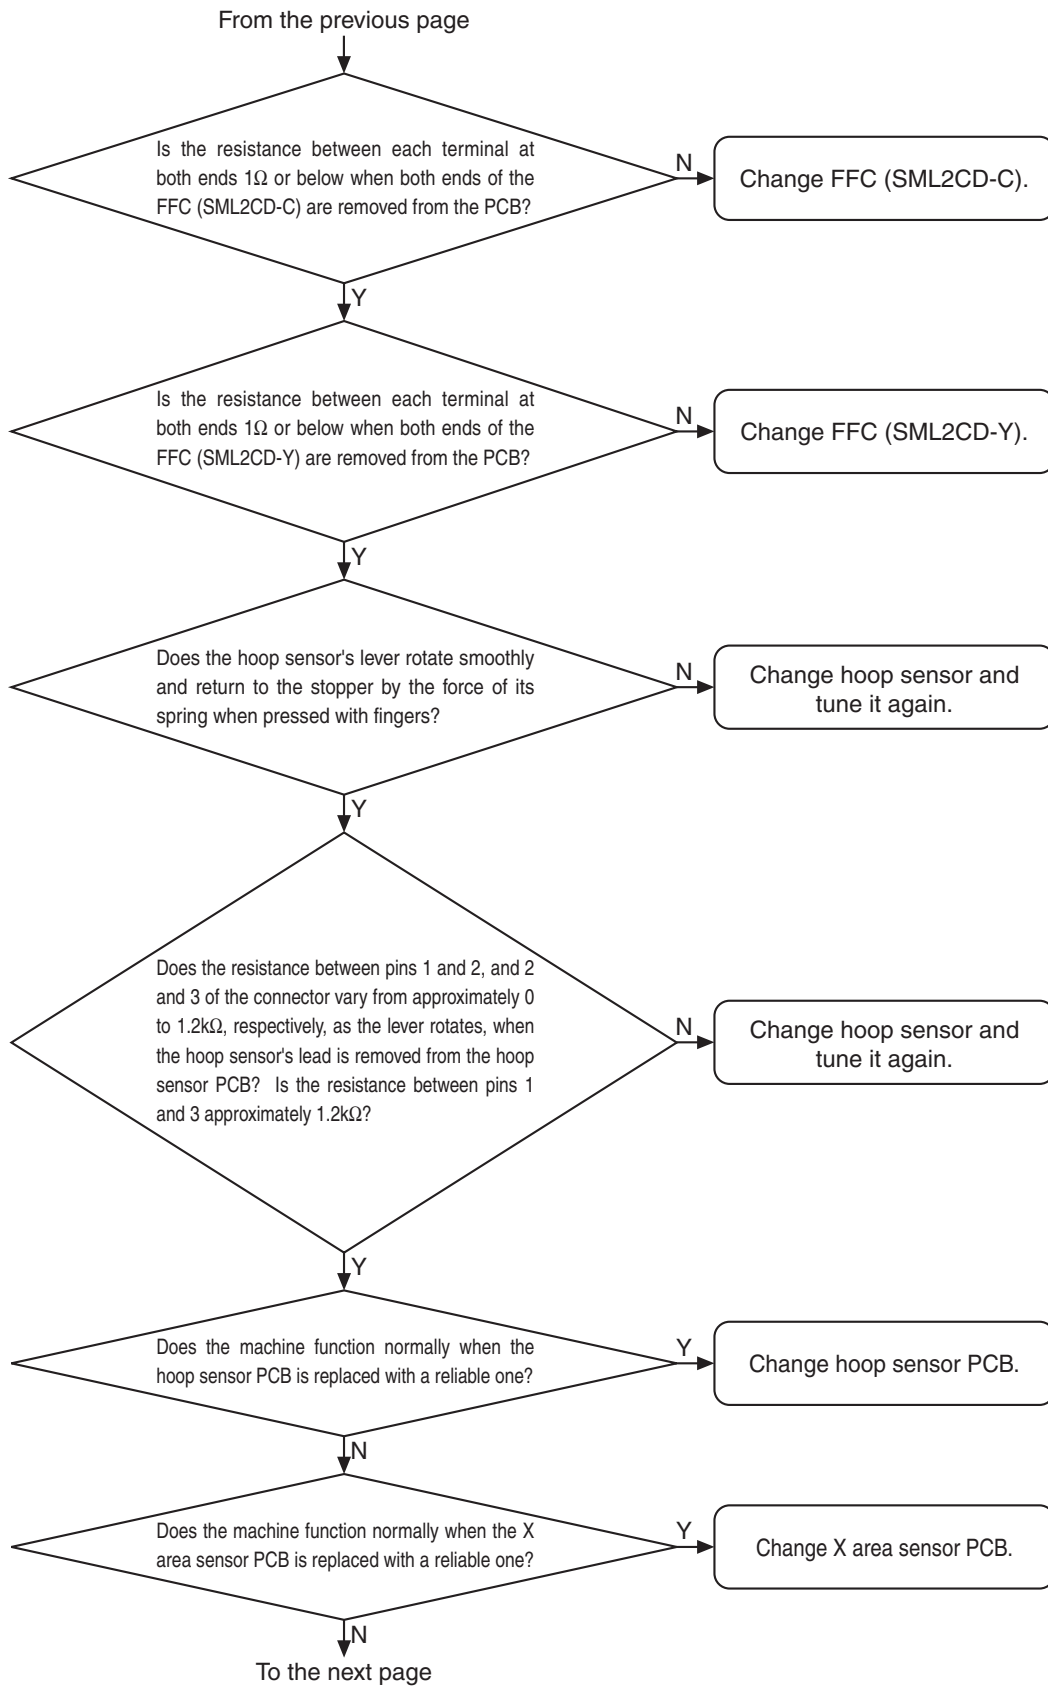 From the previous page
Is the resistance between each terminal at
both ends 1Ω or below when both ends of the
FFC (SML2CD-C) are removed from the PCB?
N
Change FFC (SML2CD-C).
Y
Is the resistance between each terminal at
both ends 1Ω or below when both ends of the
FFC (SML2CD-Y) are removed from the PCB?
N
Change FFC (SML2CD-Y).
Y
Does the hoop sensor's lever rotate smoothly
and return to the stopper by the force of its
spring when pressed with fingers?
N
Change hoop sensor and
tune it again.
Y
Does the resistance between pins 1 and 2, and 2
and 3 of the connector vary from approximately 0
to 1.2kΩ, respectively, as the lever rotates, when
the hoop sensor's lead is removed from the hoop
sensor PCB? Is the resistance between pins 1
and 3 approximately 1.2kΩ?
N
Change hoop sensor and
tune it again.
Y
Does the machine function normally when the
hoop sensor PCB is replaced with a reliable one?
Y
Change hoop sensor PCB.
N
Does the machine function normally when the X
area sensor PCB is replaced with a reliable one?
Y
Change X area sensor PCB.
N
To the next page